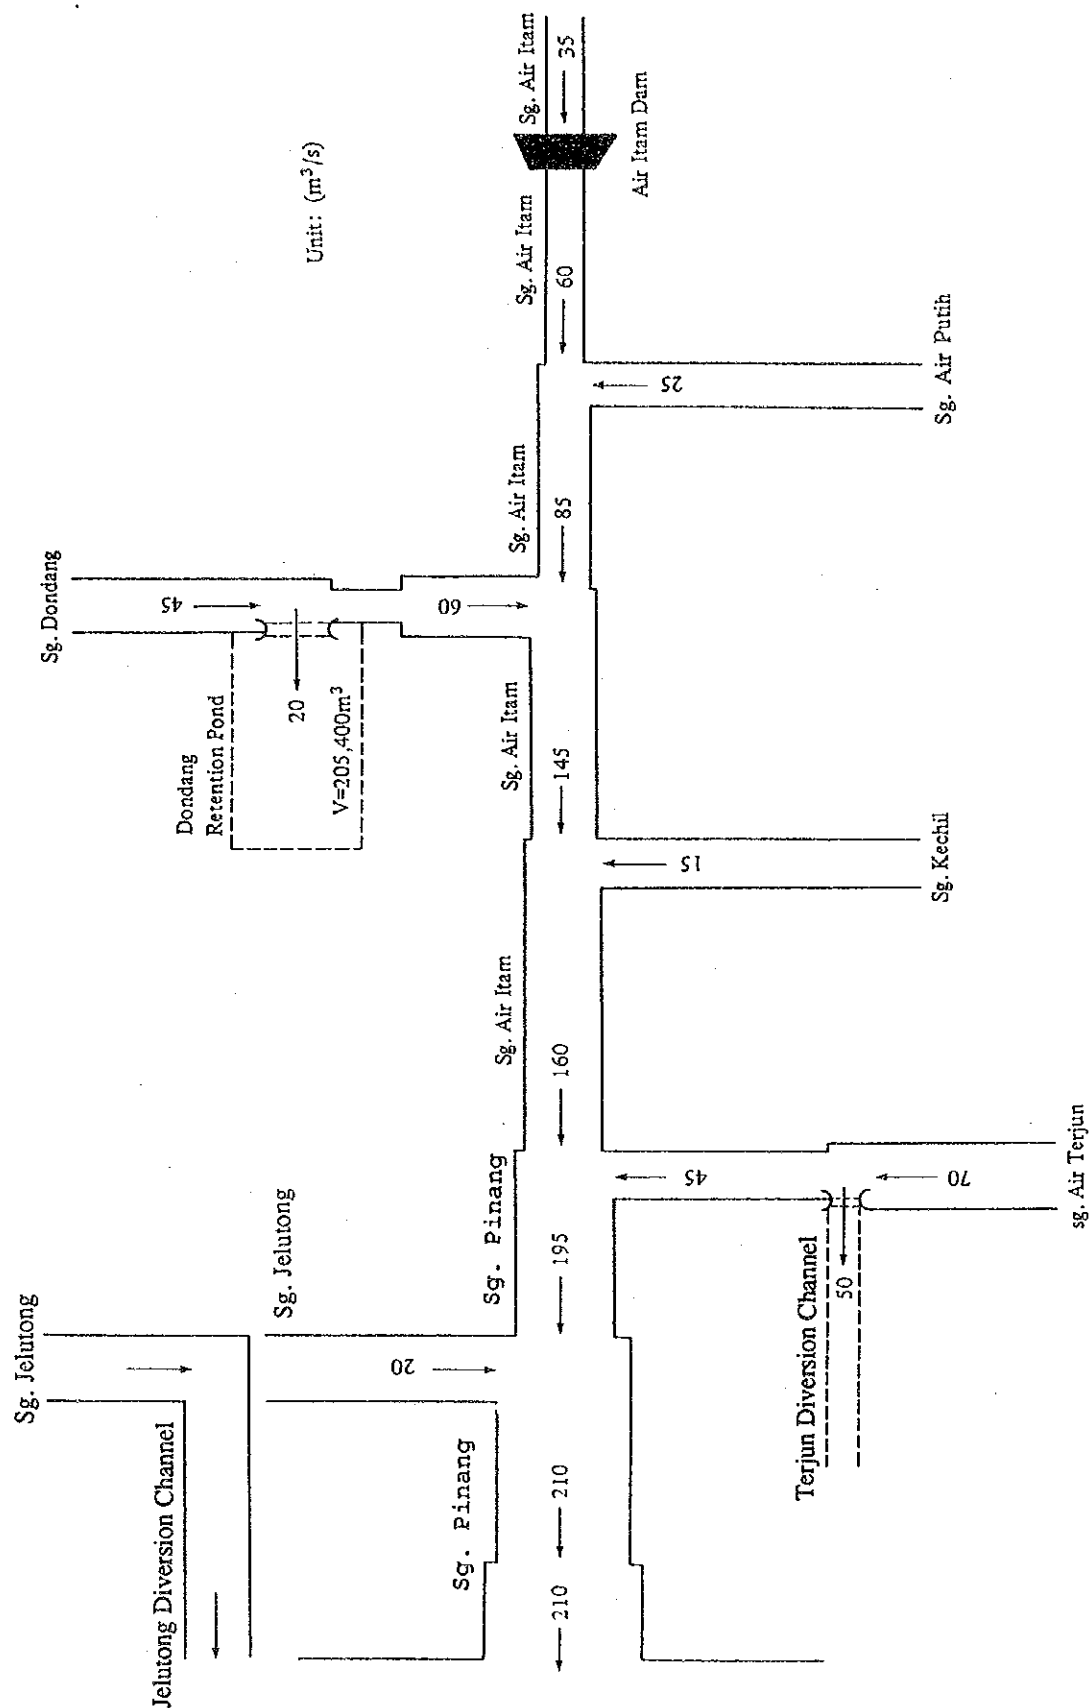 Sg. Air Itam
35
Air Itam Dam
Unit: (m³/s)
Sg. Air Itam
60
25
Sg. Air Putih
Sg. Air Itam
85
Sg. Dondang
45
60
20
Dondang
Retention Pond
V=205,400m³
Sg. Air Itam
145
15
Sg. Kechil
Sg. Air Itam
160
45
70
sg. Air Terjun
Sg. Pinang
195
Terjun Diversion Channel
50
Sg. Jelutong
Sg. Jelutong
20
Jelutong Diversion Channel
Sg. Pinang
210
210